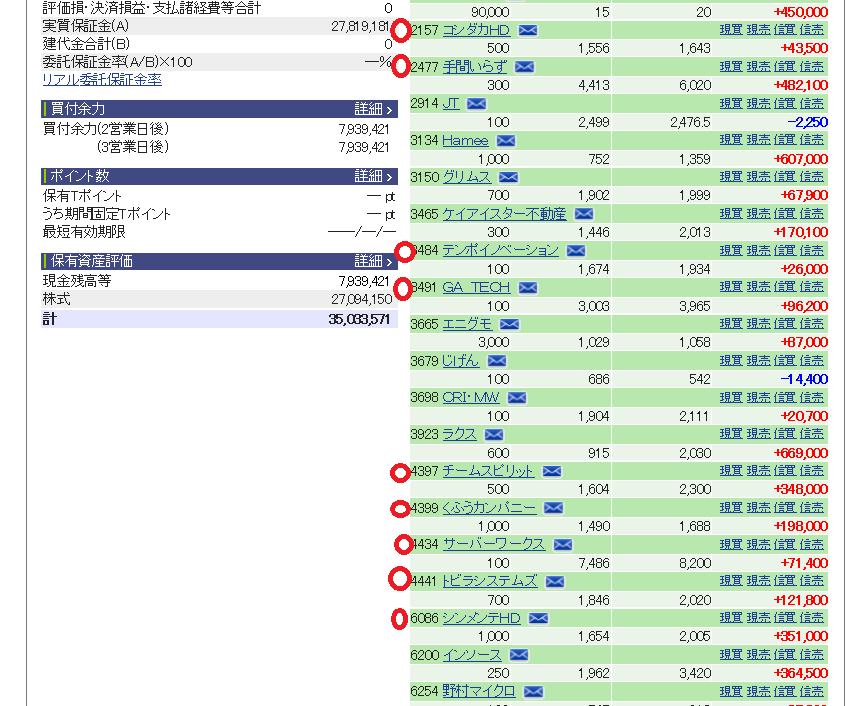 評価損・決済損益・支払諸経費等合計 0
実質保証金(A) 27,819,181
建代金合計(B) 0
委託保証金率(A/B)×100 ―%
リアル委託保証金率
買付余力 詳細
買付余力(2営業日後) 7,939,421
(3営業日後) 7,939,421
ポイント数 詳細
保有Tポイント ― pt
うち期間固定Tポイント ― pt
最短有効期限 ――/―/―
保有資産評価 詳細
現金残高等 7,939,421
株式 27,094,150
計 35,033,571
90,000 15 20 +450,000
2157 コシダカHD 現買 現売 信買 信売
500 1,556 1,643 +43,500
2477 手間いらず 現買 現売 信買 信売
300 4,413 6,020 +482,100
2914 JT 現買 現売 信買 信売
100 2,499 2,476.5 -2,250
3134 Hamee 現買 現売 信買 信売
1,000 752 1,359 +607,000
3150 グリムス 現買 現売 信買 信売
700 1,902 1,999 +67,900
3465 ケイアイスター不動産 現買 現売 信買 信売
300 1,446 2,013 +170,100
3484 テンポイノベーション 現買 現売 信買 信売
100 1,674 1,934 +26,000
3491 GA TECH 現買 現売 信買 信売
100 3,003 3,965 +96,200
3665 エニグモ 現買 現売 信買 信売
3,000 1,029 1,058 +87,000
3679 じげん 現買 現売 信買 信売
100 686 542 -14,400
3698 CRI・MW 現買 現売 信買 信売
100 1,904 2,111 +20,700
3923 ラクス 現買 現売 信買 信売
600 915 2,030 +669,000
4397 チームスピリット 現買 現売 信買 信売
500 1,604 2,300 +348,000
4399 くふうカンパニー 現買 現売 信買 信売
1,000 1,490 1,688 +198,000
4434 サーバーワークス 現買 現売 信買 信売
100 7,486 8,200 +71,400
4441 トビラシステムズ 現買 現売 信買 信売
700 1,846 2,020 +121,800
6086 シンメンテHD 現買 現売 信買 信売
1,000 1,654 2,005 +351,000
6200 インソース 現買 現売 信買 信売
250 1,962 3,420 +364,500
6254 野村マイクロ 現買 現売 信買 信売